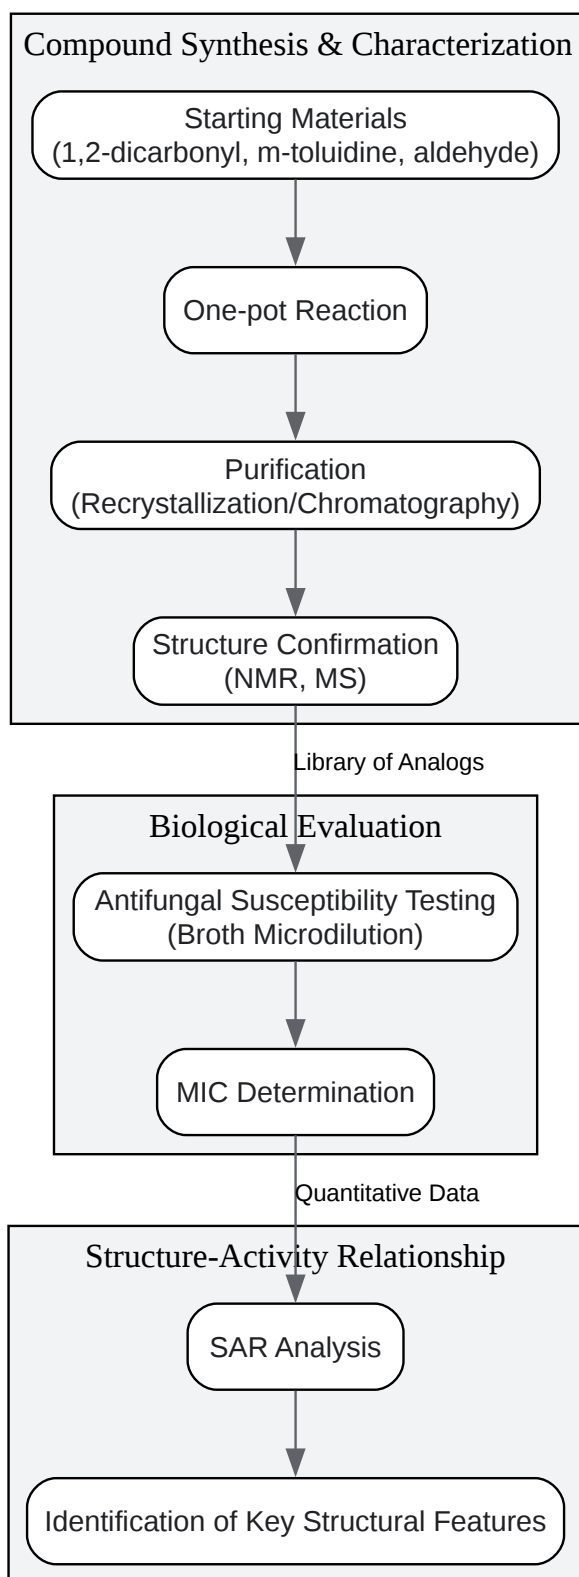 Compound Synthesis & Characterization
Starting Materials
(1,2-dicarbonyl, m-toluidine, aldehyde)
One-pot Reaction
Purification
(Recrystallization/Chromatography)
Structure Confirmation
(NMR, MS)
Library of Analogs
Biological Evaluation
Antifungal Susceptibility Testing
(Broth Microdilution)
MIC Determination
Quantitative Data
Structure-Activity Relationship
SAR Analysis
Identification of Key Structural Features